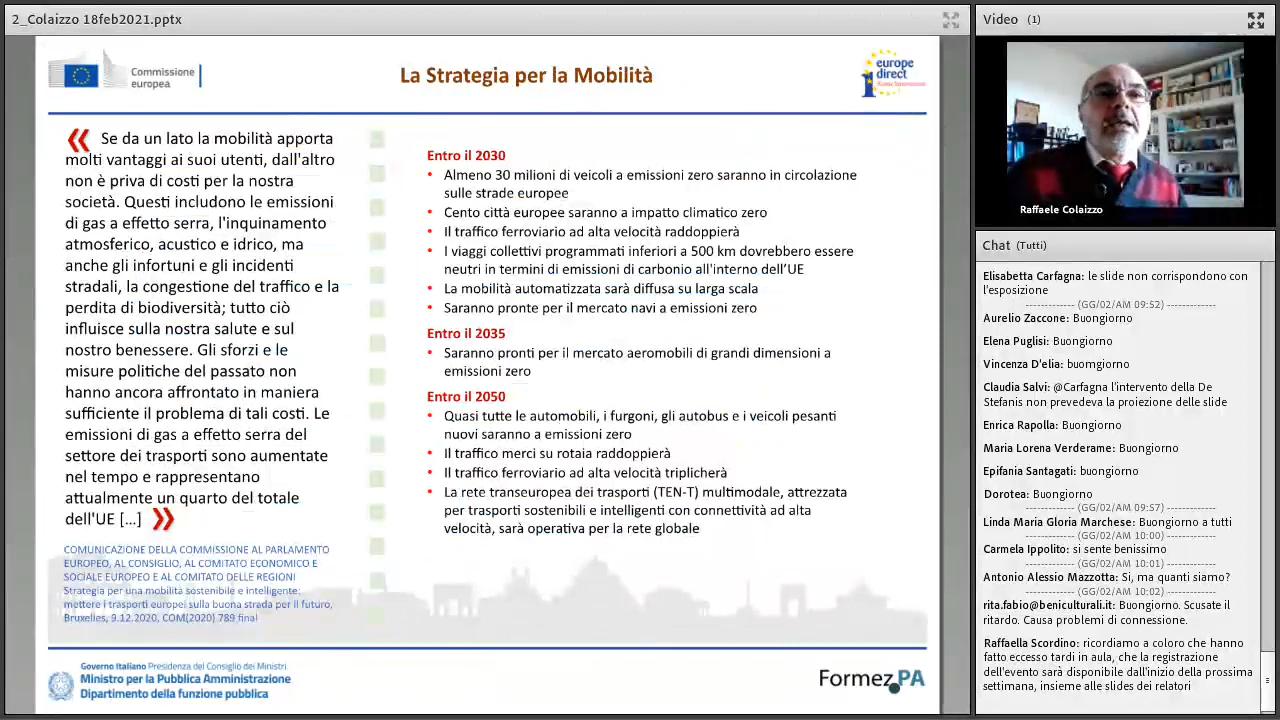 2_Colaizzo 18feb2021.pptx
Commissione
europea
La Strategia per la Mobilità
europe
direct
« Se da un lato la mobilità apporta
molti vantaggi ai suoi utenti, dall'altro
non è priva di costi per la nostra
società. Questi includono le emissioni
di gas a effetto serra, l'inquinamento
atmosferico, acustico e idrico, ma
anche gli infortuni e gli incidenti
stradali, la congestione del traffico e la
perdita di biodiversità; tutto ciò
influisce sulla nostra salute e sul
nostro benessere. Gli sforzi e le
misure politiche del passato non
hanno ancora affrontato in maniera
sufficiente il problema di tali costi. Le
emissioni di gas a effetto serra del
settore dei trasporti sono aumentate
nel tempo e rappresentano
attualmente un quarto del totale
dell'UE [...] »
COMUNICAZIONE DELLA COMMISSIONE AL PARLAMENTO
EUROPEO, AL CONSIGLIO, AL COMITATO ECONOMICO E
SOCIALE EUROPEO E AL COMITATO DELLE REGIONI
Strategia per una mobilità sostenibile e intelligente:
mettere i trasporti europei sulla buona strada per il futuro,
Bruxelles, 9.12.2020, COM(2020) 789 final
Entro il 2030
• Almeno 30 milioni di veicoli a emissioni zero saranno in circolazione
sulle strade europee
• Cento città europee saranno a impatto climatico zero
• Il traffico ferroviario ad alta velocità raddoppierà
• I viaggi collettivi programmati inferiori a 500 km dovrebbero essere
neutri in termini di emissioni di carbonio all'interno dell'UE
• La mobilità automatizzata sarà diffusa su larga scala
• Saranno pronte per il mercato navi a emissioni zero
Entro il 2035
• Saranno pronti per il mercato aeromobili di grandi dimensioni a
emissioni zero
Entro il 2050
• Quasi tutte le automobili, i furgoni, gli autobus e i veicoli pesanti
nuovi saranno a emissioni zero
• Il traffico merci su rotaia raddoppierà
• Il traffico ferroviario ad alta velocità triplicherà
• La rete transeuropea dei trasporti (TEN-T) multimodale, attrezzata
per trasporti sostenibili e intelligenti con connettività ad alta
velocità, sarà operativa per la rete globale
Governo Italiano Presidenza del Consiglio dei Ministri
Ministro per la Pubblica Amministrazione
Dipartimento della funzione pubblica
Formez PA
Video (1)
Raffaele Colaizzo
Chat (Tutti)
Elisabetta Carfagna: le slide non corrispondono con
l'esposizione
------------ (GG/02/AM 09:52) ------------
Aurelio Zaccone: Buongiorno
Elena Puglisi: Buongiorno
Vincenza D'elia: buomgiorno
Claudia Salvi: @Carfagna l'intervento della De
Stefanis non prevedeva la proiezione delle slide
Enrica Rapolla: Buongiorno
Maria Lorena Verderame: Buongiorno
Epifania Santagati: buongiorno
Dorotea: Buongiorno
------------ (GG/02/AM 09:57) ------------
Linda Maria Gloria Marchese: Buongiorno a tutti
------------ (GG/02/AM 10:00) ------------
Carmela Ippolito: si sente benissimo
------------ (GG/02/AM 10:01) ------------
Antonio Alessio Mazzotta: Si, ma quanti siamo?
------------ (GG/02/AM 10:02) ------------
rita.fabio@beniculturali.it: Buongiorno. Scusate il
ritardo. Causa problemi di connessione.
Raffaella Scordino: ricordiamo a coloro che hanno
fatto eccesso tardi in aula, che la registrazione
dell'evento sarà disponibile dall'inizio della prossima
settimana, insieme alle slides dei relatori